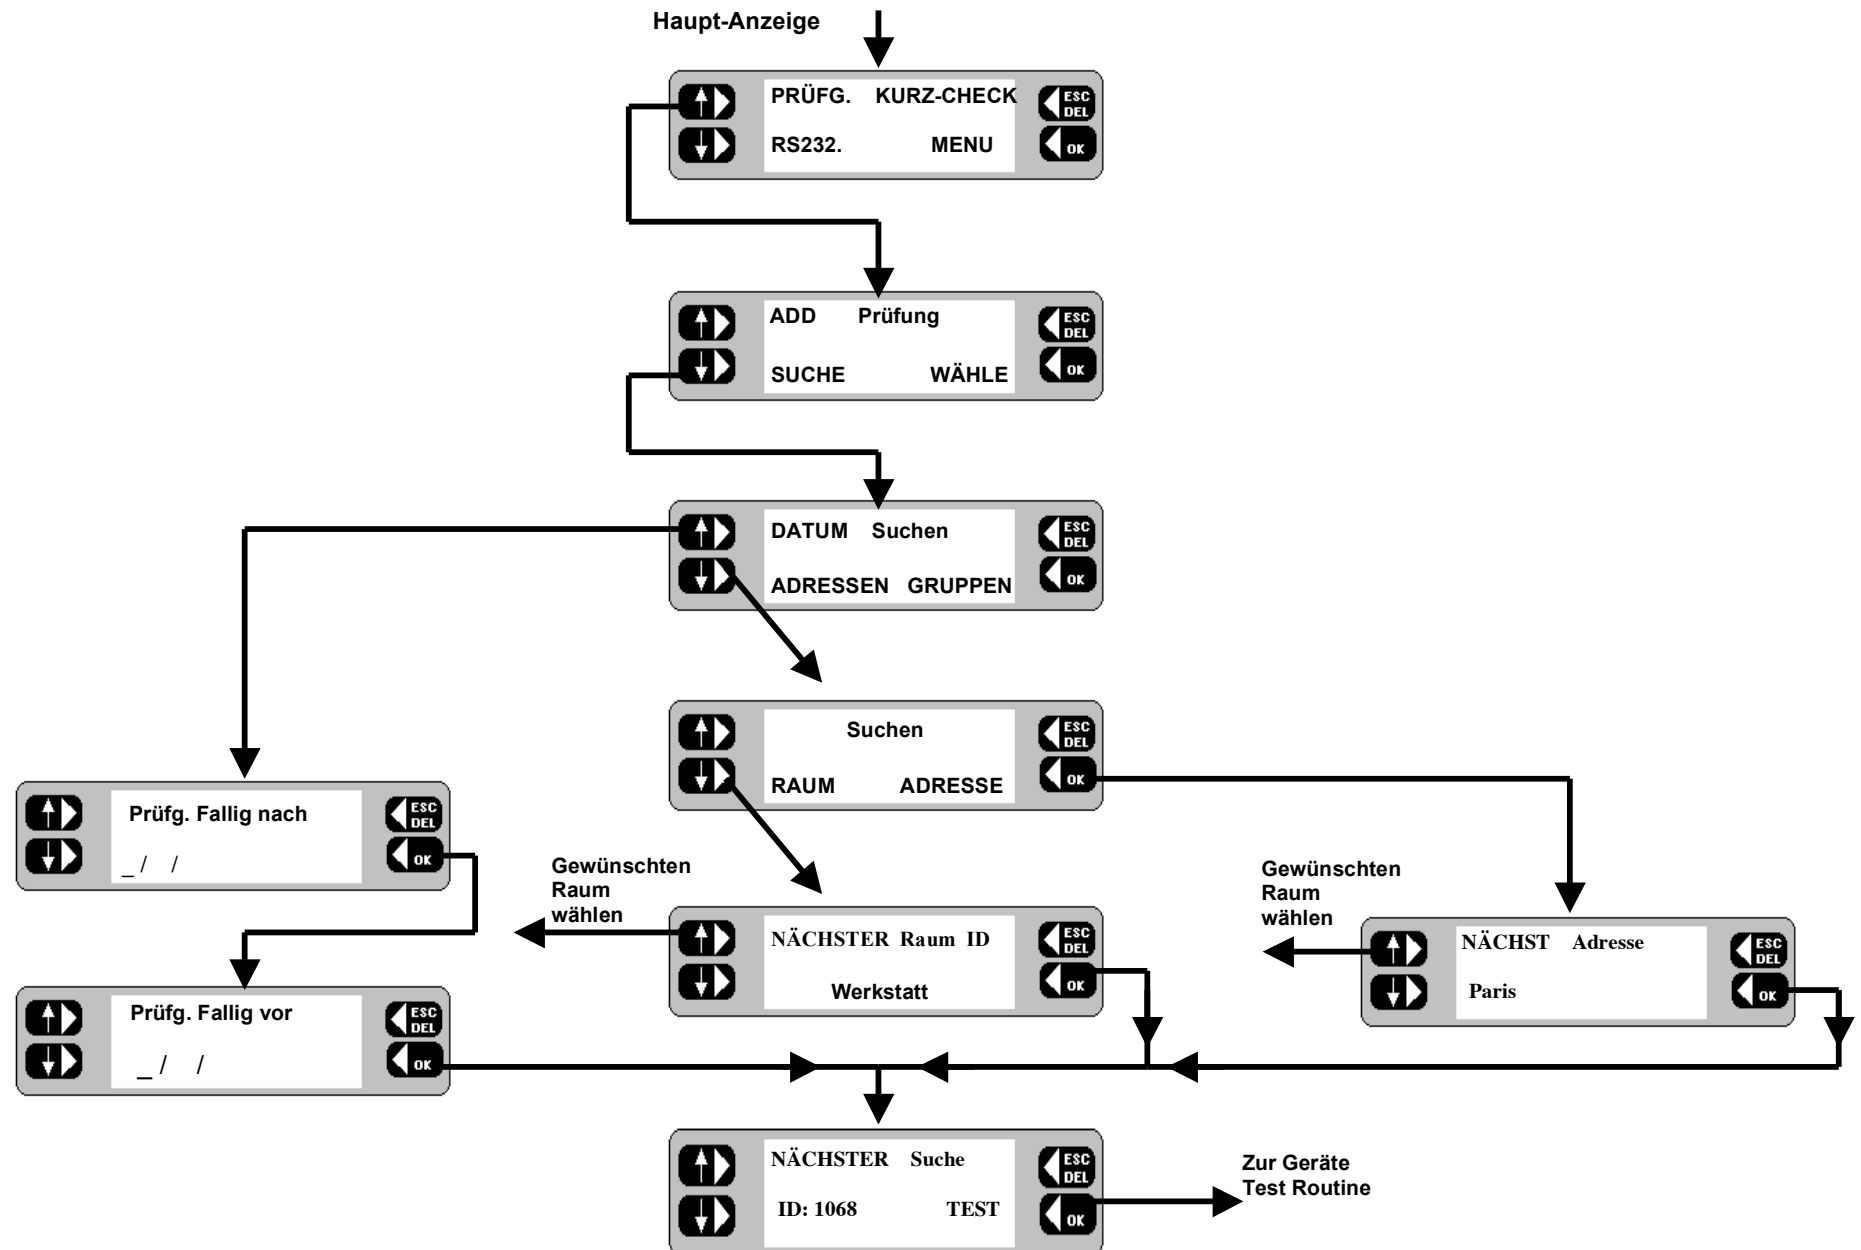 Haupt-Anzeige
PRÜFG. KURZ-CHECK
ESC
DEL
RS232. MENU
OK
ADD Prüfung
ESC
DEL
SUCHE WÄHLE
OK
DATUM Suchen
ESC
DEL
ADRESSEN GRUPPEN
OK
Suchen
ESC
DEL
RAUM ADRESSE
OK
Prüfg. Fallig nach
ESC
DEL
_ / /
OK
Gewünschten
Raum
wählen
Gewünschten
Raum
wählen
NÄCHSTER Raum ID
ESC
DEL
Werkstatt
OK
NÄCHST Adresse
ESC
DEL
Paris
OK
Prüfg. Fallig vor
ESC
DEL
_ / /
OK
NÄCHSTER Suche
ESC
DEL
ID: 1068 TEST
OK
Zur Geräte
Test Routine